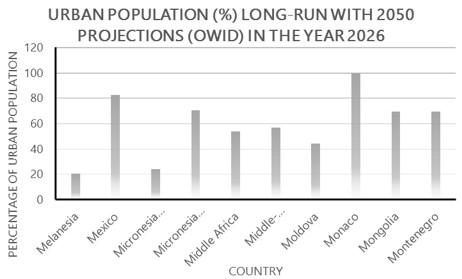 URBAN POPULATION (%) LONG-RUN WITH 2050
PROJECTIONS (OWID) IN THE YEAR 2026
PERCENTAGE OF URBAN POPULATION
120
100
80
60
40
20
0
Melanesia
Mexico
Micronesia...
Micronesia...
Middle Africa
Middle-...
Moldova
Monaco
Mongolia
Montenegro
COUNTRY